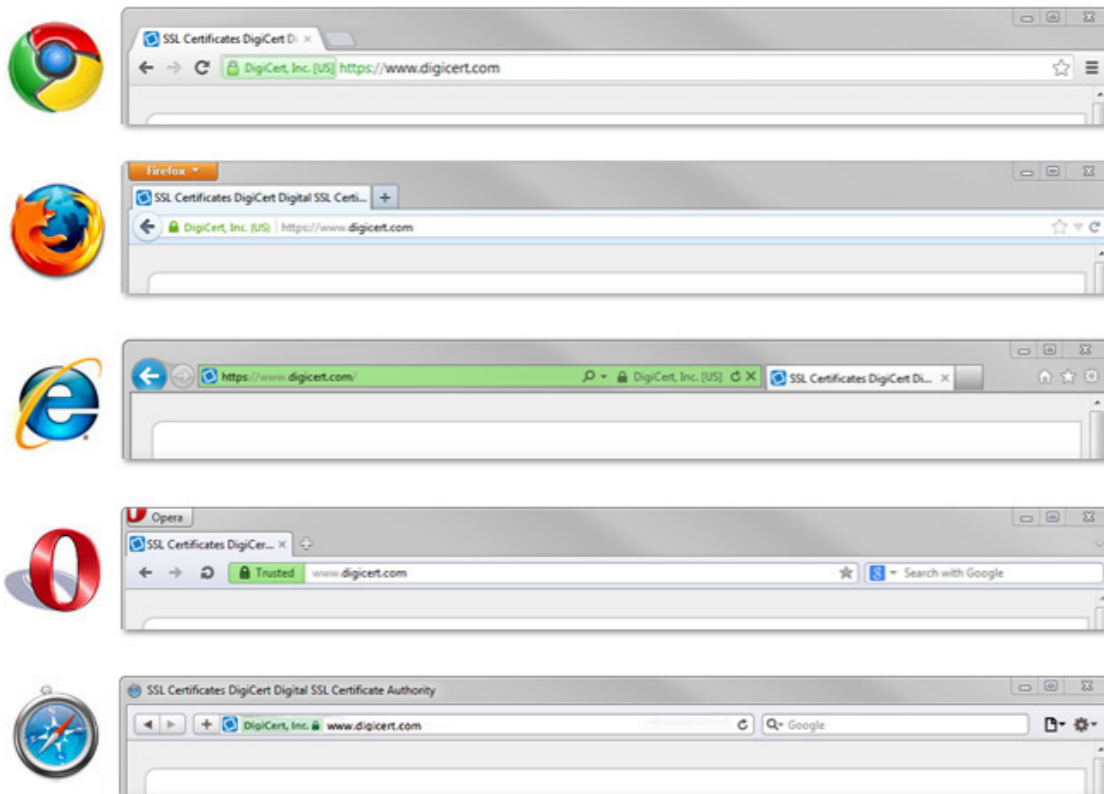 SSL Certificates DigiCert Di
DigiCert, Inc. [US] https://www.digicert.com
Firefox
SSL Certificates DigiCert Digital SSL Certi...
DigiCert, Inc. (US) https://www.digicert.com
https://www.digicert.com/ DigiCert, Inc. [US] SSL Certificates DigiCert Di...
Opera
SSL Certificates DigiCer...
Trusted www.digicert.com Search with Google
SSL Certificates DigiCert Digital SSL Certificate Authority
DigiCert, Inc. www.digicert.com Google